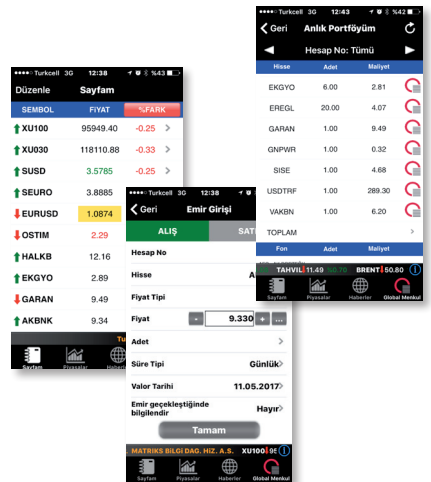 Turkcell 3G 12:38 %43
Düzenle Sayfam
SEMBOL FİYAT %FARK
XU100 95949.40 -0.25
XU030 118110.88 -0.33
SUSD 3.5785 -0.25
SEURO 3.8885
EURUSD 1.0874
OSTIM 2.29
HALKB 12.16
EKGYO 2.89
GARAN 9.49
AKBNK 9.34
Sayfam Piyasalar
Turkcell 3G 12:38
Geri Emir Girişi
ALIŞ
Hesap No
Hisse
Fiyat Tipi
Fiyat - 9.330 + ...
Adet
Süre Tipi Günlük
Valor Tarihi 11.05.2017
Emir geçekleştiğinde
bilgilendir Hayır
Tamam
MATRIKS BİLGİ DAG. HİZ. A.S. XU100
Sayfam Piyasalar Haberler Global Menkul
Turkcell 3G 12:43 %42
Geri Anlık Portföyüm
Hesap No: Tümü
Hisse Adet Maliyet
EKGYO 6.00 2.81
EREGL 20.00 4.07
GARAN 1.00 9.49
GNPWR 1.00 0.32
SISE 1.00 4.68
USDTRF 1.00 289.30
VAKBN 1.00 6.20
TOPLAM
Fon Adet Maliyet
TAHVIL 11.49 %0.70 BRENT 50.80
Sayfam Piyasalar Haberler Global Menkul